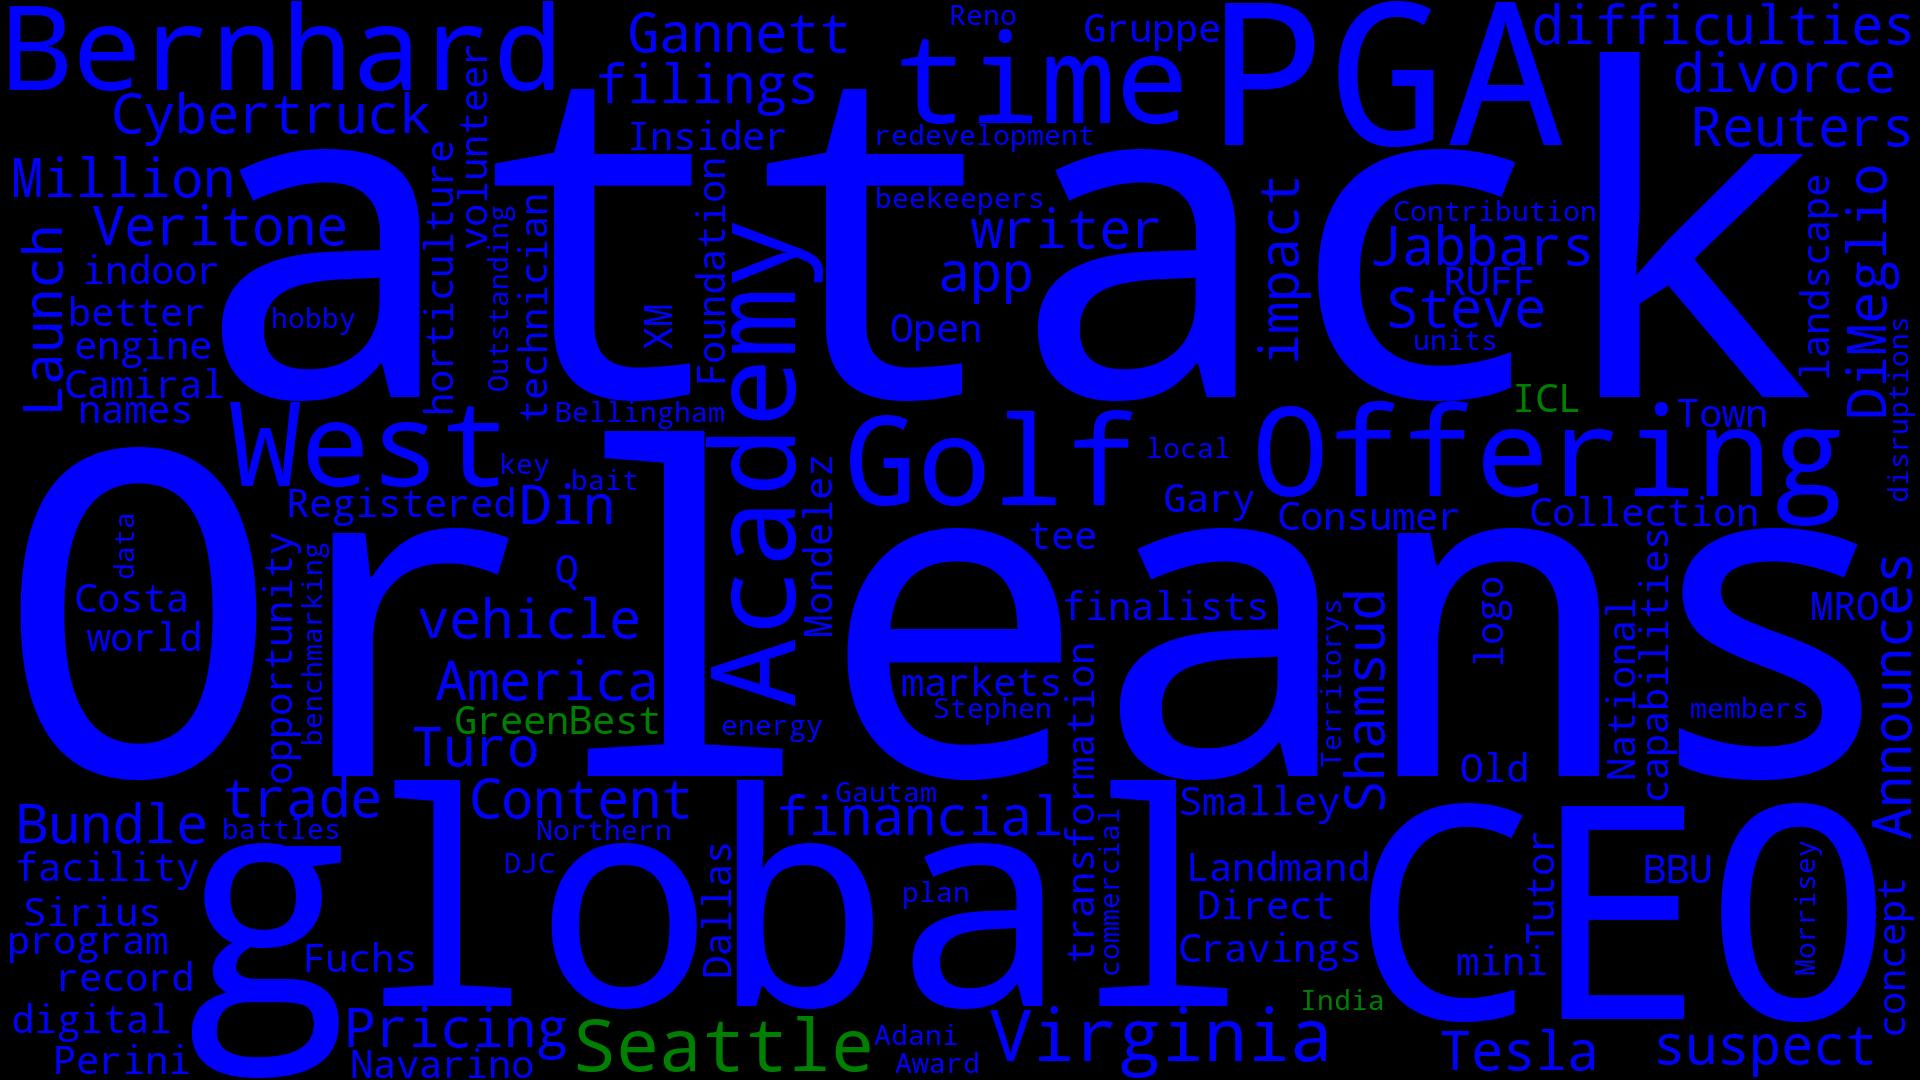 Bernhard
Gannett
Reno
time
Gruppe
PGA
difficulties
filings
divorce
Cybertruck
volunteer
Insider
redevelopment
Reuters
attack
Million
Veritone
horticulture
Outstanding
technician
Foundation
Academy
beekeepers
writer
app
impact
Contribution
Jabbars
RUFF
Steve
units
landscape
DiMeglio
disruptions
Launch
indoor
better
engine
Camiral
names
hobby
XM
Open
ICL
Town
West
Bellingham
key
bait
Golf
local
Offering
Registered
Din
Mondelez
Gary
Consumer
Collection
Orleans
data
Costa
world
opportunity
benchmarking
Q
vehicle
America
GreenBest
Turo
energy
tee
finalists
markets
Stephen
transformation
Territorys
Shamsud
logo
Old
National
capabilities
members
MRO
Announces
Bundle
trade
battles
Content
Northern
DJC
Gautam
financial
Smalley
global
CEO
facility
Sirius
program
record
digital
Perini
Fuchs
Dallas
plan
commercial
Landmand
Direct
Cravings
Tutor
mini
BBU
Morrisey
concept
Pricing
Navarino
Seattle
Adani
Award
Virginia
India
Tesla
suspect